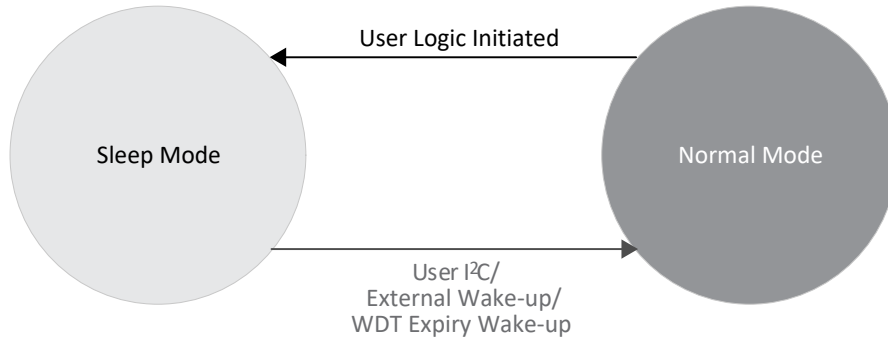 User Logic Initiated
Sleep Mode
Normal Mode
User I²C/
External Wake-up/
WDT Expiry Wake-up